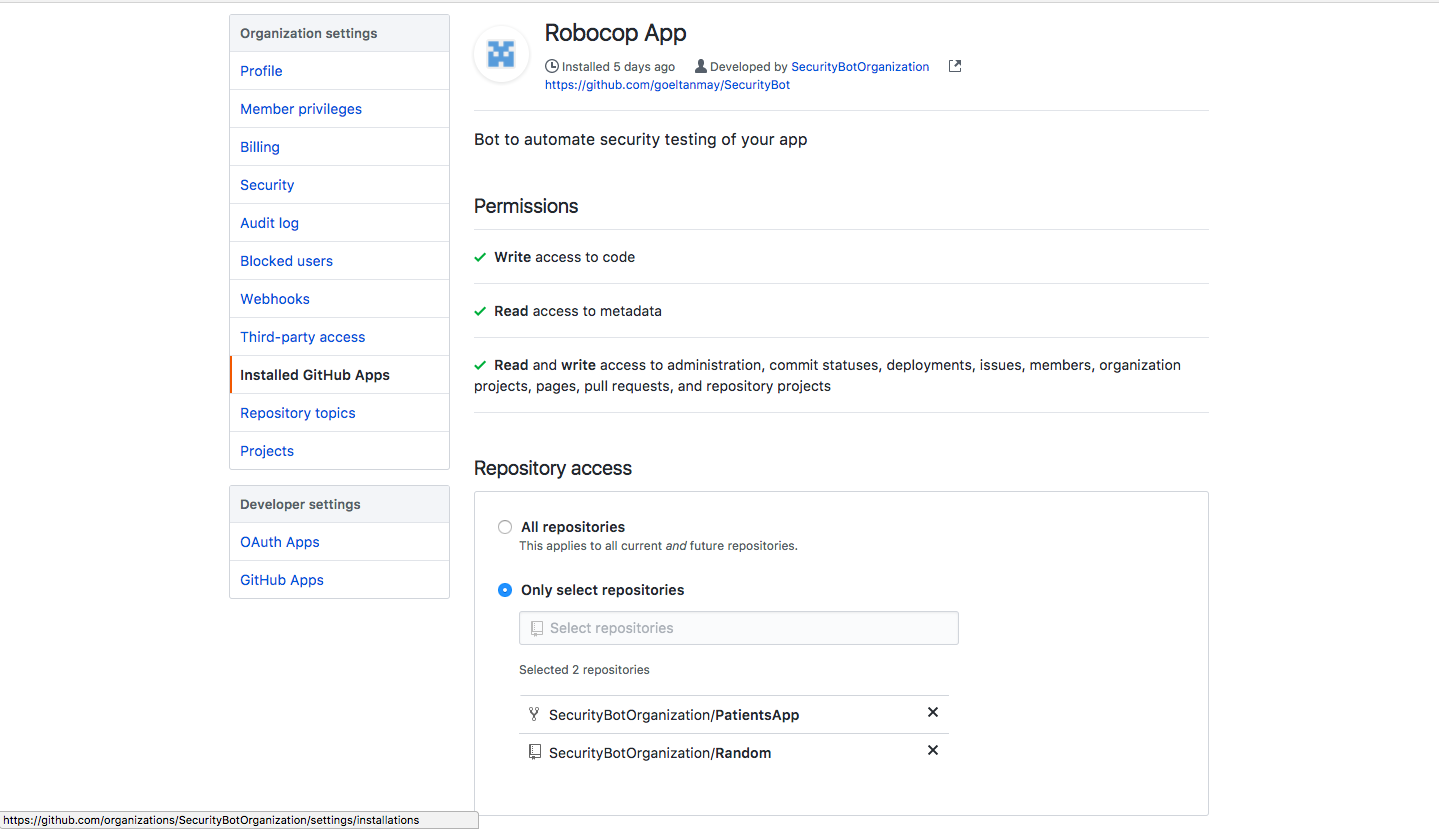 Organization settings
Profile
Member privileges
Billing
Security
Audit log
Blocked users
Webhooks
Third-party access
Installed GitHub Apps
Repository topics
Projects
Developer settings
OAuth Apps
GitHub Apps
Robocop App
Installed 5 days ago Developed by SecurityBotOrganization
https://github.com/goeltanmay/SecurityBot
Bot to automate security testing of your app
Permissions
Write access to code
Read access to metadata
Read and write access to administration, commit statuses, deployments, issues, members, organization
projects, pages, pull requests, and repository projects
Repository access
All repositories
This applies to all current and future repositories.
Only select repositories
Select repositories
Selected 2 repositories
SecurityBotOrganization/PatientsApp
SecurityBotOrganization/Random
https://github.com/organizations/SecurityBotOrganization/settings/installations